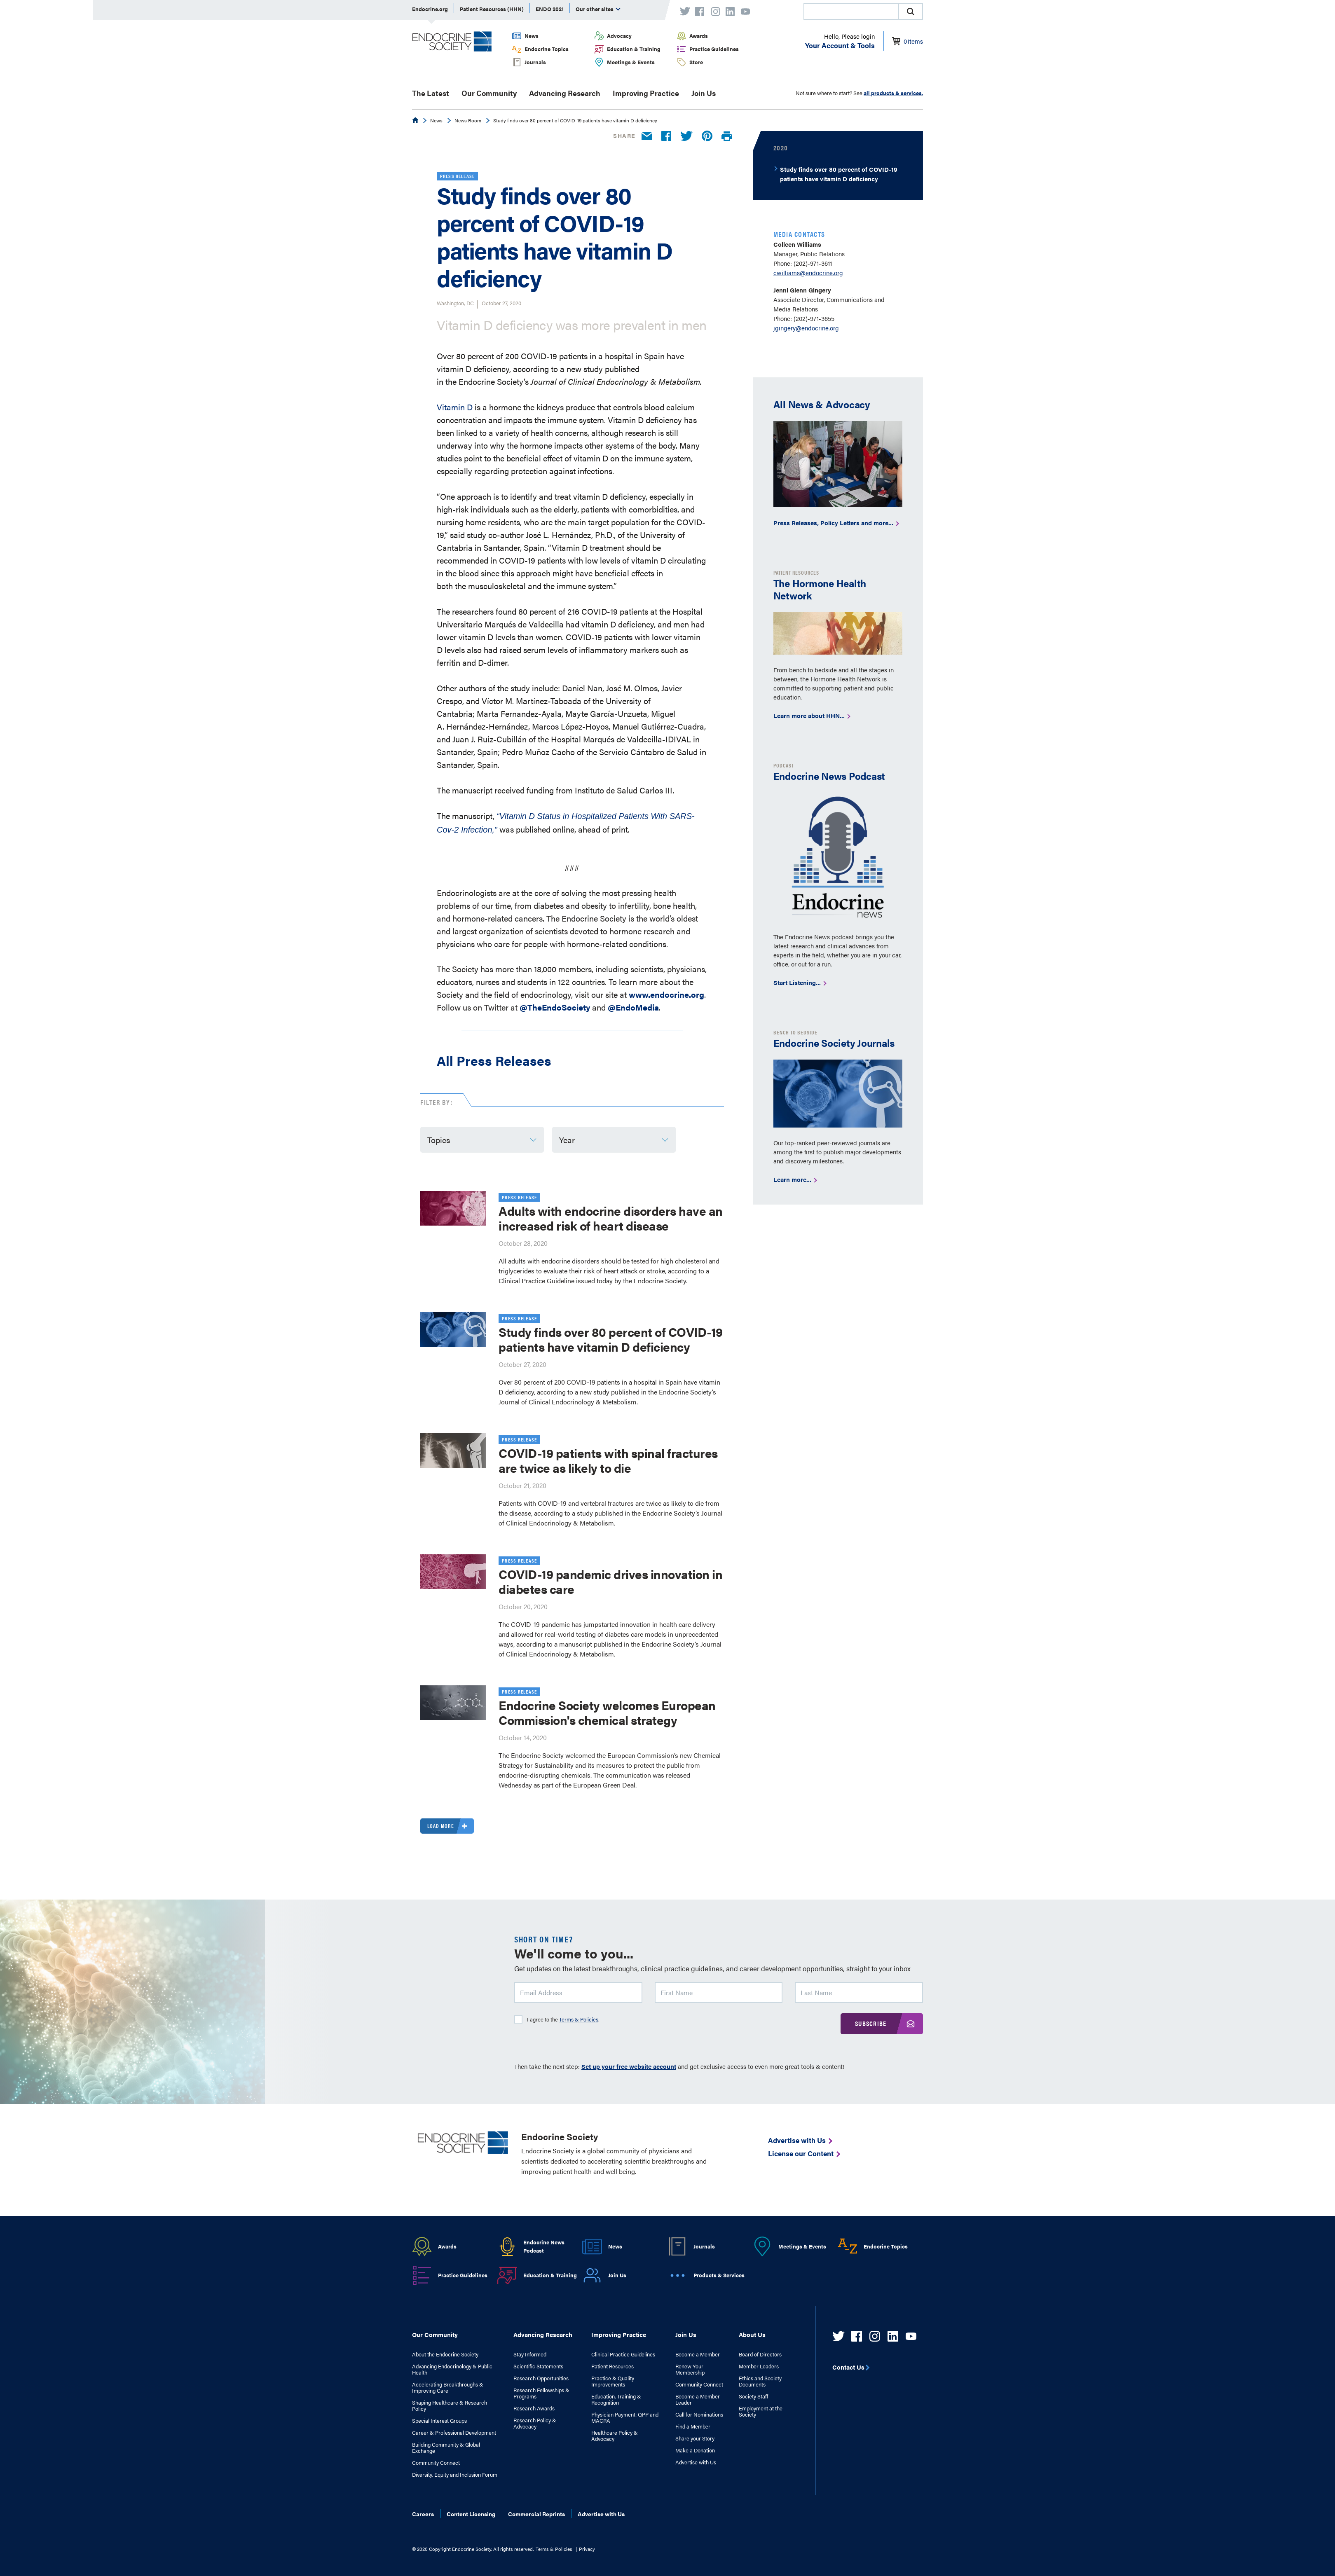 Endocrine.org
Patient Resources (HHN)
ENDO 2021
Our other sites
ENDOCRINE
SOCIETY
News
Endocrine Topics
Journals
Advocacy
Education & Training
Meetings & Events
Awards
Practice Guidelines
Store
Hello, Please login
Your Account & Tools
0 Items
The Latest
Our Community
Advancing Research
Improving Practice
Join Us
Not sure where to start? See all products & services.
News
News Room
Study finds over 80 percent of COVID-19 patients have vitamin D deficiency
SHARE
PRESS RELEASE
Study finds over 80
percent of COVID-19
patients have vitamin D
deficiency
Washington, DC
October 27, 2020
Vitamin D deficiency was more prevalent in men
Over 80 percent of 200 COVID-19 patients in a hospital in Spain have
vitamin D deficiency, according to a new study published
in the Endocrine Society's Journal of Clinical Endocrinology & Metabolism.
Vitamin D is a hormone the kidneys produce that controls blood calcium
concentration and impacts the immune system. Vitamin D deficiency has
been linked to a variety of health concerns, although research is still
underway into why the hormone impacts other systems of the body. Many
studies point to the beneficial effect of vitamin D on the immune system,
especially regarding protection against infections.
"One approach is to identify and treat vitamin D deficiency, especially in
high-risk individuals such as the elderly, patients with comorbidities, and
nursing home residents, who are the main target population for the COVID-
19," said study co-author José L. Hernández, Ph.D., of the University of
Cantabria in Santander, Spain. "Vitamin D treatment should be
recommended in COVID-19 patients with low levels of vitamin D circulating
in the blood since this approach might have beneficial effects in
both the musculoskeletal and the immune system."
The researchers found 80 percent of 216 COVID-19 patients at the Hospital
Universitario Marqués de Valdecilla had vitamin D deficiency, and men had
lower vitamin D levels than women. COVID-19 patients with lower vitamin
D levels also had raised serum levels of inflammatory markers such as
ferritin and D-dimer.
Other authors of the study include: Daniel Nan, José M. Olmos, Javier
Crespo, and Víctor M. Martínez-Taboada of the University of
Cantabria; Marta Fernandez-Ayala, Mayte García-Unzueta, Miguel
A. Hernández-Hernández, Marcos López-Hoyos, Manuel Gutiérrez-Cuadra,
and Juan J. Ruiz-Cubillán of the Hospital Marqués de Valdecilla-IDIVAL in
Santander, Spain; Pedro Muñoz Cacho of the Servicio Cántabro de Salud in
Santander, Spain.
The manuscript received funding from Instituto de Salud Carlos III.
The manuscript, "Vitamin D Status in Hospitalized Patients With SARS-
Cov-2 Infection," was published online, ahead of print.
###
Endocrinologists are at the core of solving the most pressing health
problems of our time, from diabetes and obesity to infertility, bone health,
and hormone-related cancers. The Endocrine Society is the world's oldest
and largest organization of scientists devoted to hormone research and
physicians who care for people with hormone-related conditions.
The Society has more than 18,000 members, including scientists, physicians,
educators, nurses and students in 122 countries. To learn more about the
Society and the field of endocrinology, visit our site at www.endocrine.org.
Follow us on Twitter at @TheEndoSociety and @EndoMedia.
2020
Study finds over 80 percent of COVID-19
patients have vitamin D deficiency
MEDIA CONTACTS
Colleen Williams
Manager, Public Relations
Phone: (202)-971-3611
cwilliams@endocrine.org
Jenni Glenn Gingery
Associate Director, Communications and
Media Relations
Phone: (202)-971-3655
jgingery@endocrine.org
All News & Advocacy
Press Releases, Policy Letters and more...
PATIENT RESOURCES
The Hormone Health
Network
From bench to bedside and all the stages in
between, the Hormone Health Network is
committed to supporting patient and public
education.
Learn more about HHN...
PODCAST
Endocrine News Podcast
Endocrine
news
The Endocrine News podcast brings you the
latest research and clinical advances from
experts in the field, whether you are in your car,
office, or out for a run.
Start Listening...
BENCH TO BEDSIDE
Endocrine Society Journals
Our top-ranked peer-reviewed journals are
among the first to publish major developments
and discovery milestones.
Learn more...
All Press Releases
FILTER BY:
Topics
Year
PRESS RELEASE
Adults with endocrine disorders have an
increased risk of heart disease
October 28, 2020
All adults with endocrine disorders should be tested for high cholesterol and
triglycerides to evaluate their risk of heart attack or stroke, according to a
Clinical Practice Guideline issued today by the Endocrine Society.
PRESS RELEASE
Study finds over 80 percent of COVID-19
patients have vitamin D deficiency
October 27, 2020
Over 80 percent of 200 COVID-19 patients in a hospital in Spain have vitamin
D deficiency, according to a new study published in the Endocrine Society's
Journal of Clinical Endocrinology & Metabolism.
PRESS RELEASE
COVID-19 patients with spinal fractures
are twice as likely to die
October 21, 2020
Patients with COVID-19 and vertebral fractures are twice as likely to die from
the disease, according to a study published in the Endocrine Society's Journal
of Clinical Endocrinology & Metabolism.
PRESS RELEASE
COVID-19 pandemic drives innovation in
diabetes care
October 20, 2020
The COVID-19 pandemic has jumpstarted innovation in health care delivery
and allowed for real-world testing of diabetes care models in unprecedented
ways, according to a manuscript published in the Endocrine Society's Journal
of Clinical Endocrinology & Metabolism.
PRESS RELEASE
Endocrine Society welcomes European
Commission's chemical strategy
October 14, 2020
The Endocrine Society welcomed the European Commission's new Chemical
Strategy for Sustainability and its measures to protect the public from
endocrine-disrupting chemicals. The communication was released
Wednesday as part of the European Green Deal.
LOAD MORE
SHORT ON TIME?
We'll come to you...
Get updates on the latest breakthroughs, clinical practice guidelines, and career development opportunities, straight to your inbox
Email Address
First Name
Last Name
I agree to the Terms & Policies.
SUBSCRIBE
Then take the next step: Set up your free website account and get exclusive access to even more great tools & content!
ENDOCRINE
SOCIETY
Endocrine Society
Endocrine Society is a global community of physicians and
scientists dedicated to accelerating scientific breakthroughs and
improving patient health and well being.
Advertise with Us
License our Content
Awards
Endocrine News
Podcast
News
Journals
Meetings & Events
A-Z
Endocrine Topics
Practice Guidelines
Education & Training
Join Us
Products & Services
Our Community
About the Endocrine Society
Advancing Endocrinology & Public
Health
Accelerating Breakthroughs &
Improving Care
Shaping Healthcare & Research
Policy
Special Interest Groups
Career & Professional Development
Building Community & Global
Exchange
Community Connect
Diversity, Equity and Inclusion Forum
Advancing Research
Stay Informed
Scientific Statements
Research Opportunities
Research Fellowships &
Programs
Research Awards
Research Policy &
Advocacy
Improving Practice
Clinical Practice Guidelines
Patient Resources
Practice & Quality
Improvements
Education, Training &
Recognition
Physician Payment: QPP and
MACRA
Healthcare Policy &
Advocacy
Join Us
Become a Member
Renew Your
Membership
Community Connect
Become a Member
Leader
Call for Nominations
Find a Member
Share your Story
Make a Donation
Advertise with Us
About Us
Board of Directors
Member Leaders
Ethics and Society
Documents
Society Staff
Employment at the
Society
Contact Us
Careers
Content Licensing
Commercial Reprints
Advertise with Us
© 2020 Copyright Endocrine Society. All rights reserved. Terms & Policies | Privacy